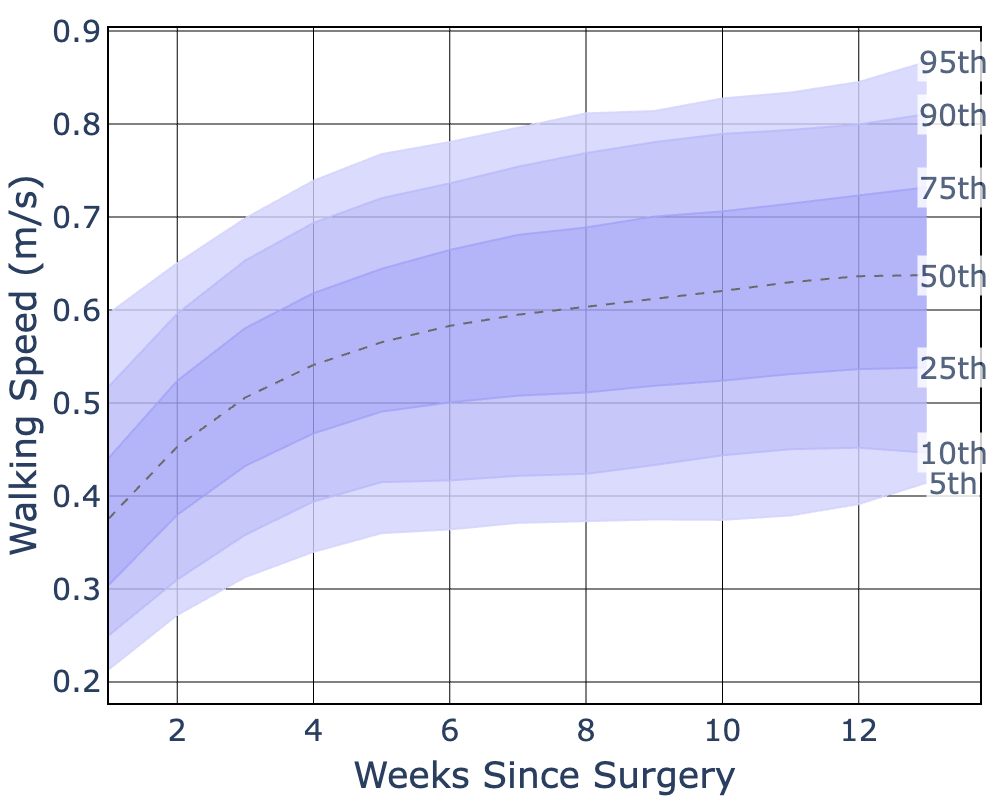 0.9
0.8
0.7
0.6
0.5
0.4
0.3
0.2
Walking Speed (m/s)
95th
90th
75th
50th
25th
10th
5th
2 4 6 8 10 12
Weeks Since Surgery